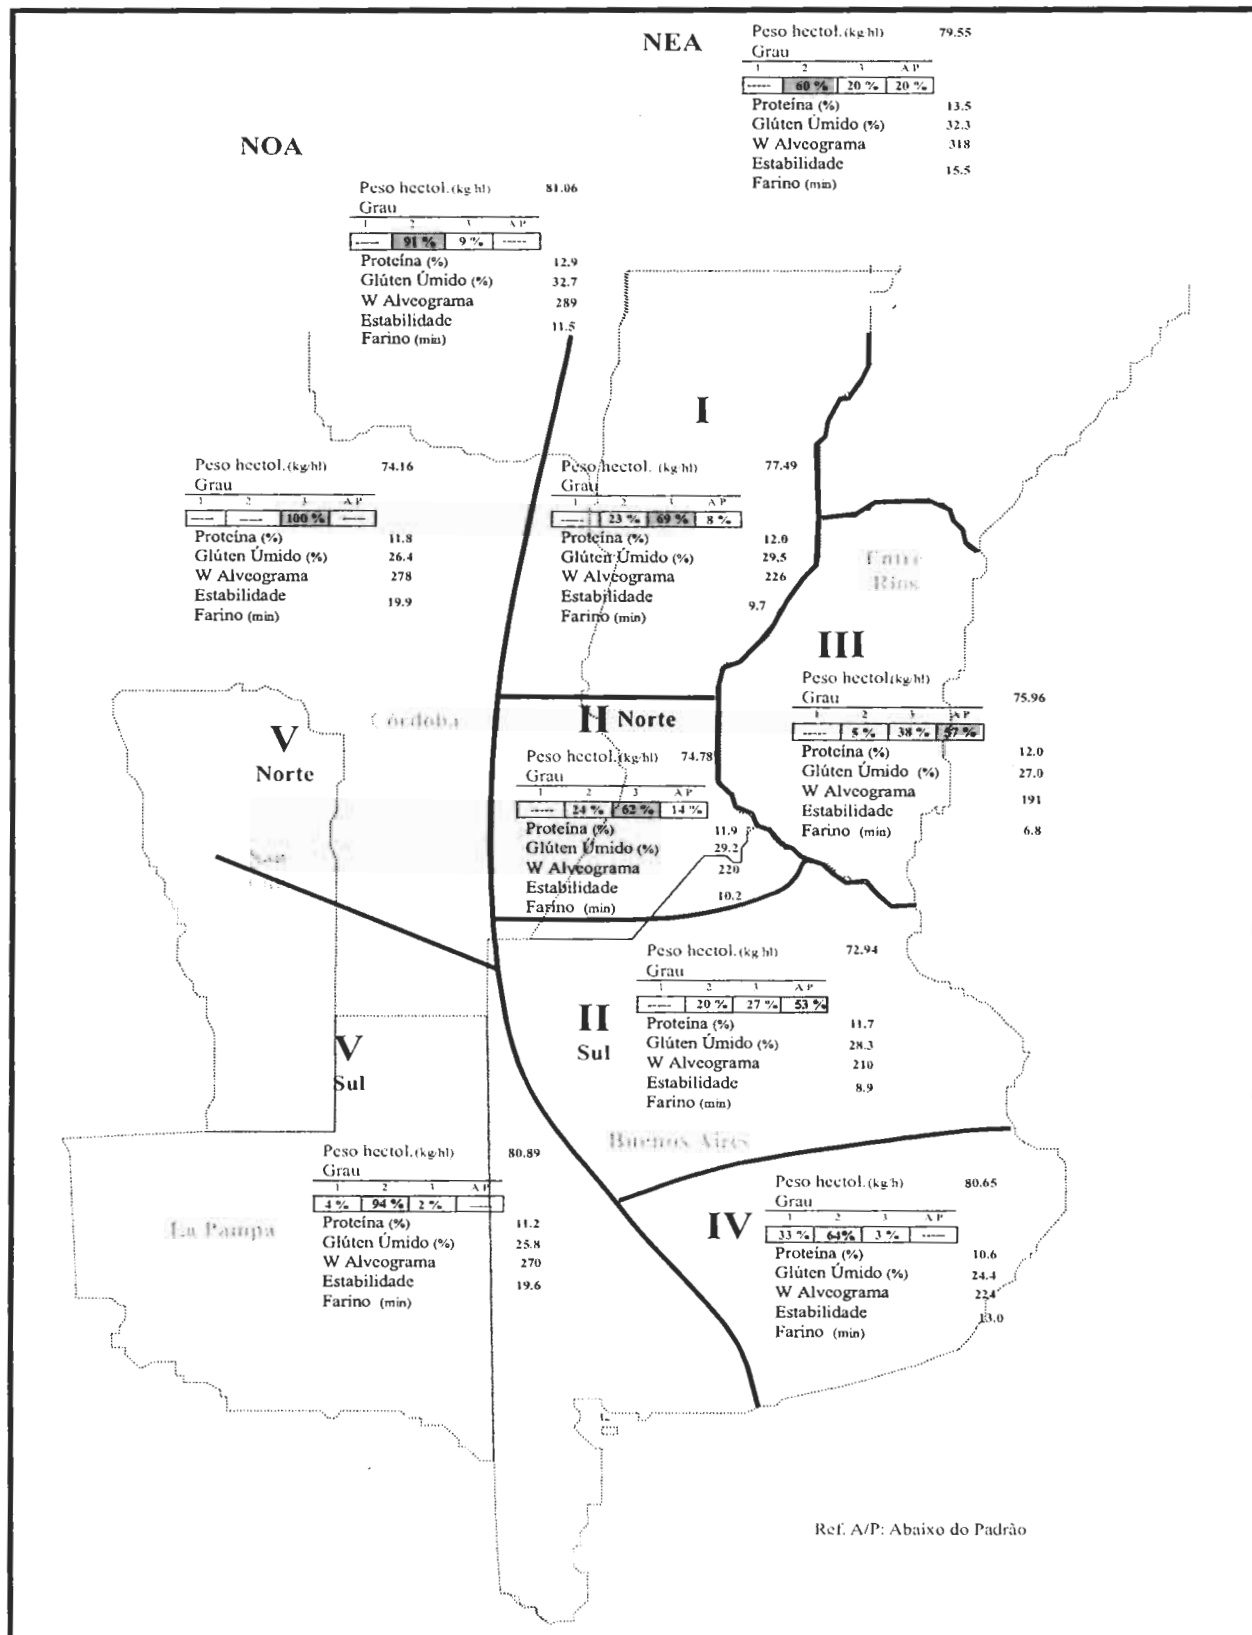 NEA
Peso hectol.(kg/hl) 79.55
Grau
1 2 3 A P
----- 60 % 20 % 20 %
Proteína (%) 13.5
Glúten Úmido (%) 32.3
W Alveograma 318
Estabilidade 15.5
Farino (min)
NOA
Peso hectol.(kg/hl) 81.06
Grau
1 2 3 A P
----- 91 % 9 % -----
Proteína (%) 12.9
Glúten Úmido (%) 32.7
W Alveograma 289
Estabilidade 11.5
Farino (min)
I
Peso hectol.(kg/hl) 74.16
Grau
1 2 3 A P
----- ----- 100 % -----
Proteína (%) 11.8
Glúten Úmido (%) 26.4
W Alveograma 278
Estabilidade 19.9
Farino (min)
Peso hectol. (kg/hl) 77.49
Grau
1 2 3 A P
----- 23 % 69 % 8 %
Proteína (%) 12.0
Glúten Úmido (%) 29.5
W Alveograma 226
Estabilidade 9.7
Farino (min)
Entre
Rios
III
Peso hectol(kg/hl) 75.96
Grau
1 2 3 A P
----- 5 % 38 % 57 %
Proteína (%) 12.0
Glúten Úmido (%) 27.0
W Alveograma 191
Estabilidade
Farino (min) 6.8
Córdoba
V
Norte
San
II Norte
Peso hectol.(kg/hl) 74.78
Grau
1 2 3 A P
----- 24 % 62 % 14 %
Proteína (%) 11.9
Glúten Úmido (%) 29.2
W Alveograma 220
Estabilidade 10.2
Farino (min)
II
Sul
Peso hectol.(kg/hl) 72.94
Grau
1 2 3 A P
----- 20 % 27 % 53 %
Proteína (%) 11.7
Glúten Úmido (%) 28.3
W Alveograma 210
Estabilidade 8.9
Farino (min)
V
Sul
Buenos Aires
Peso hectol.(kg/hl) 80.89
Grau
1 2 3 A P
4 % 94 % 2 % -----
Proteína (%) 11.2
Glúten Úmido (%) 25.8
W Alveograma 270
Estabilidade 19.6
Farino (min)
La Pampa
IV
Peso hectol.(kg/h) 80.65
Grau
1 2 3 A P
33 % 64% 3 % -----
Proteína (%) 10.6
Glúten Úmido (%) 24.4
W Alveograma 224
Estabilidade 13.0
Farino (min)
Ref. A/P: Abaixo do Padrão